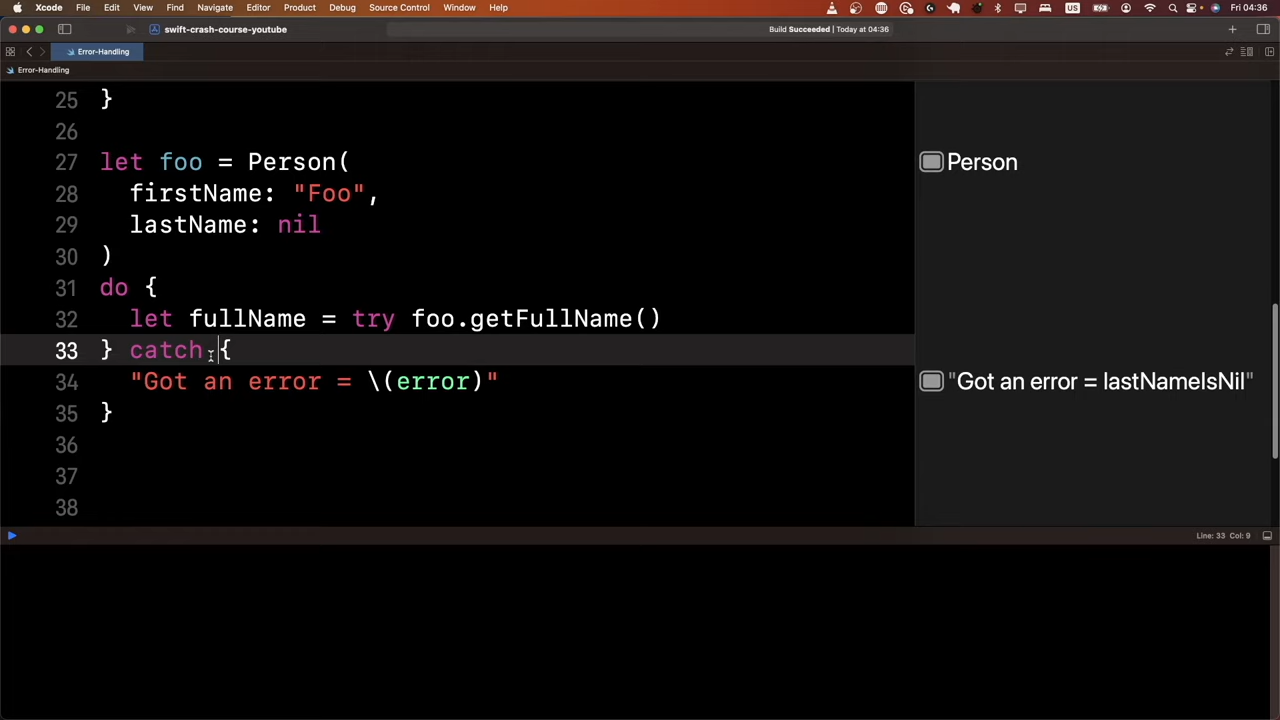 Xcode File Edit View Find Navigate Editor Product Debug Source Control Window Help US Fri 04:36
swift-crash-course-youtube Build Succeeded | Today at 04:36
Error-Handling
Error-Handling
25 }
26
27 let foo = Person( Person
28 firstName: "Foo",
29 lastName: nil
30 )
31 do {
32 let fullName = try foo.getFullName()
33 } catch {
34 "Got an error = \(error)" "Got an error = lastNameIsNil"
35 }
36
37
38
Line: 33 Col: 9